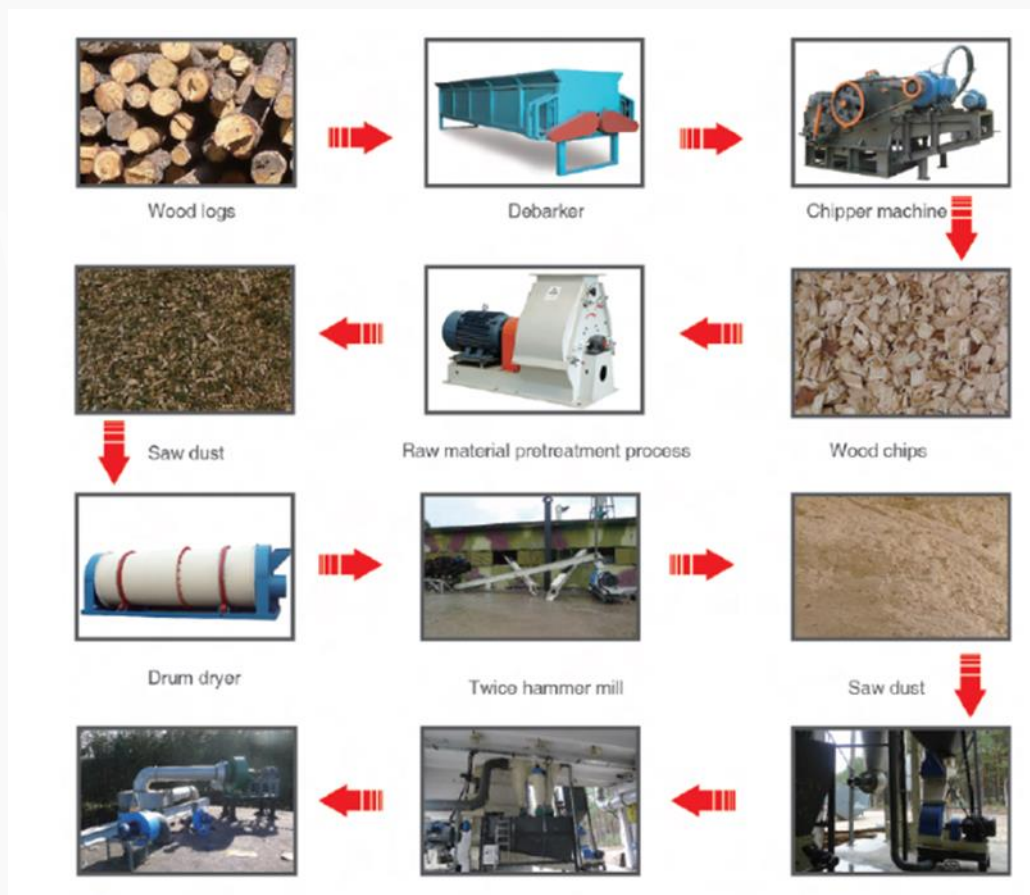 Wood logs
Debarker
Chipper machine
Saw dust
Raw material pretreatment process
Wood chips
Drum dryer
Twice hammer mill
Saw dust